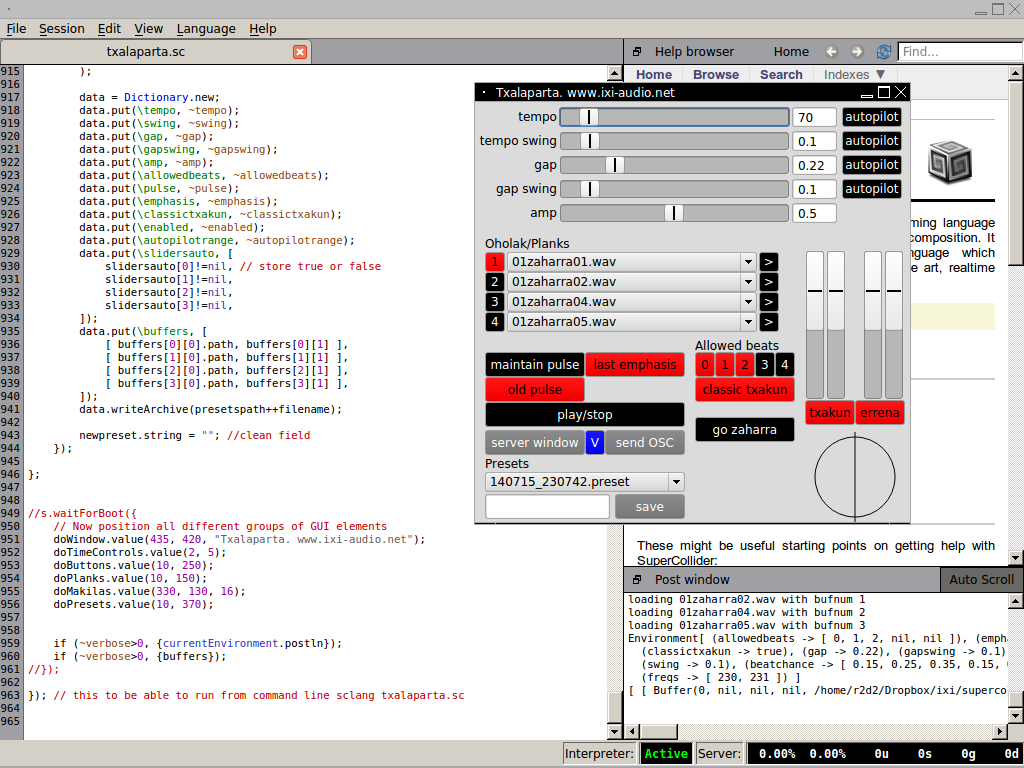 File Session Edit View Language Help
txalaparta.sc
915 );
916
917 data = Dictionary.new;
918 data.put(\tempo, ~tempo);
919 data.put(\swing, ~swing);
920 data.put(\gap, ~gap);
921 data.put(\gapswing, ~gapswing);
922 data.put(\amp, ~amp);
923 data.put(\allowedbeats, ~allowedbeats);
924 data.put(\pulse, ~pulse);
925 data.put(\emphasis, ~emphasis);
926 data.put(\classictxakun, ~classictxakun);
927 data.put(\enabled, ~enabled);
928 data.put(\autopilotrange, ~autopilotrange);
929 data.put(\slidersauto, [
930 slidersauto[0]!=nil, // store true or false
931 slidersauto[1]!=nil,
932 slidersauto[2]!=nil,
933 slidersauto[3]!=nil,
934 ]);
935 data.put(\buffers, [
936 [ buffers[0][0].path, buffers[0][1] ],
937 [ buffers[1][0].path, buffers[1][1] ],
938 [ buffers[2][0].path, buffers[2][1] ],
939 [ buffers[3][0].path, buffers[3][1] ],
940 ]);
941 data.writeArchive(presetspath++filename);
942
943 newpreset.string = ""; //clean field
944 });
945
946 };
947
948
949 //s.waitForBoot({
950 // Now position all different groups of GUI elements
951 doWindow.value(435, 420, "Txalaparta. www.ixi-audio.net");
952 doTimeControls.value(2, 5);
953 doButtons.value(10, 250);
954 doPlanks.value(10, 150);
955 doMakilas.value(330, 130, 16);
956 doPresets.value(10, 370);
957
958
959 if (~verbose>0, {currentEnvironment.postln});
960 if (~verbose>0, {buffers});
961 //});
962
963 }); // this to be able to run from command line sclang txalaparta.sc
964
965
Help browser Home Find...
Home Browse Search Indexes ▼
Txalaparta. www.ixi-audio.net
tempo 70 autopilot
tempo swing 0.1 autopilot
gap 0.22 autopilot
gap swing 0.1 autopilot
amp 0.5
Oholak/Planks
1 01zaharra01.wav >
2 01zaharra02.wav >
3 01zaharra04.wav >
4 01zaharra05.wav >
Allowed beats
maintain pulse last emphasis 0 1 2 3 4
old pulse classic txakun
play/stop
go zaharra
server window V send OSC
txakun errena
Presets
140715_230742.preset
save
ming language
composition. It
nguage which
e art, realtime
These might be useful starting points on getting help with
SuperCollider:
Post window Auto Scroll
loading 01zaharra02.wav with bufnum 1
loading 01zaharra04.wav with bufnum 2
loading 01zaharra05.wav with bufnum 3
Environment[ (allowedbeats -> [ 0, 1, 2, nil, nil ]), (empha
(classictxakun -> true), (gap -> 0.22), (gapswing -> 0.1)
(swing -> 0.1), (beatchance -> [ 0.15, 0.25, 0.35, 0.15,
(freqs -> [ 230, 231 ]) ]
[ [ Buffer(0, nil, nil, nil, /home/r2d2/Dropbox/ixi/superco
Interpreter: Active Server: 0.00% 0.00% 0u 0s 0g 0d